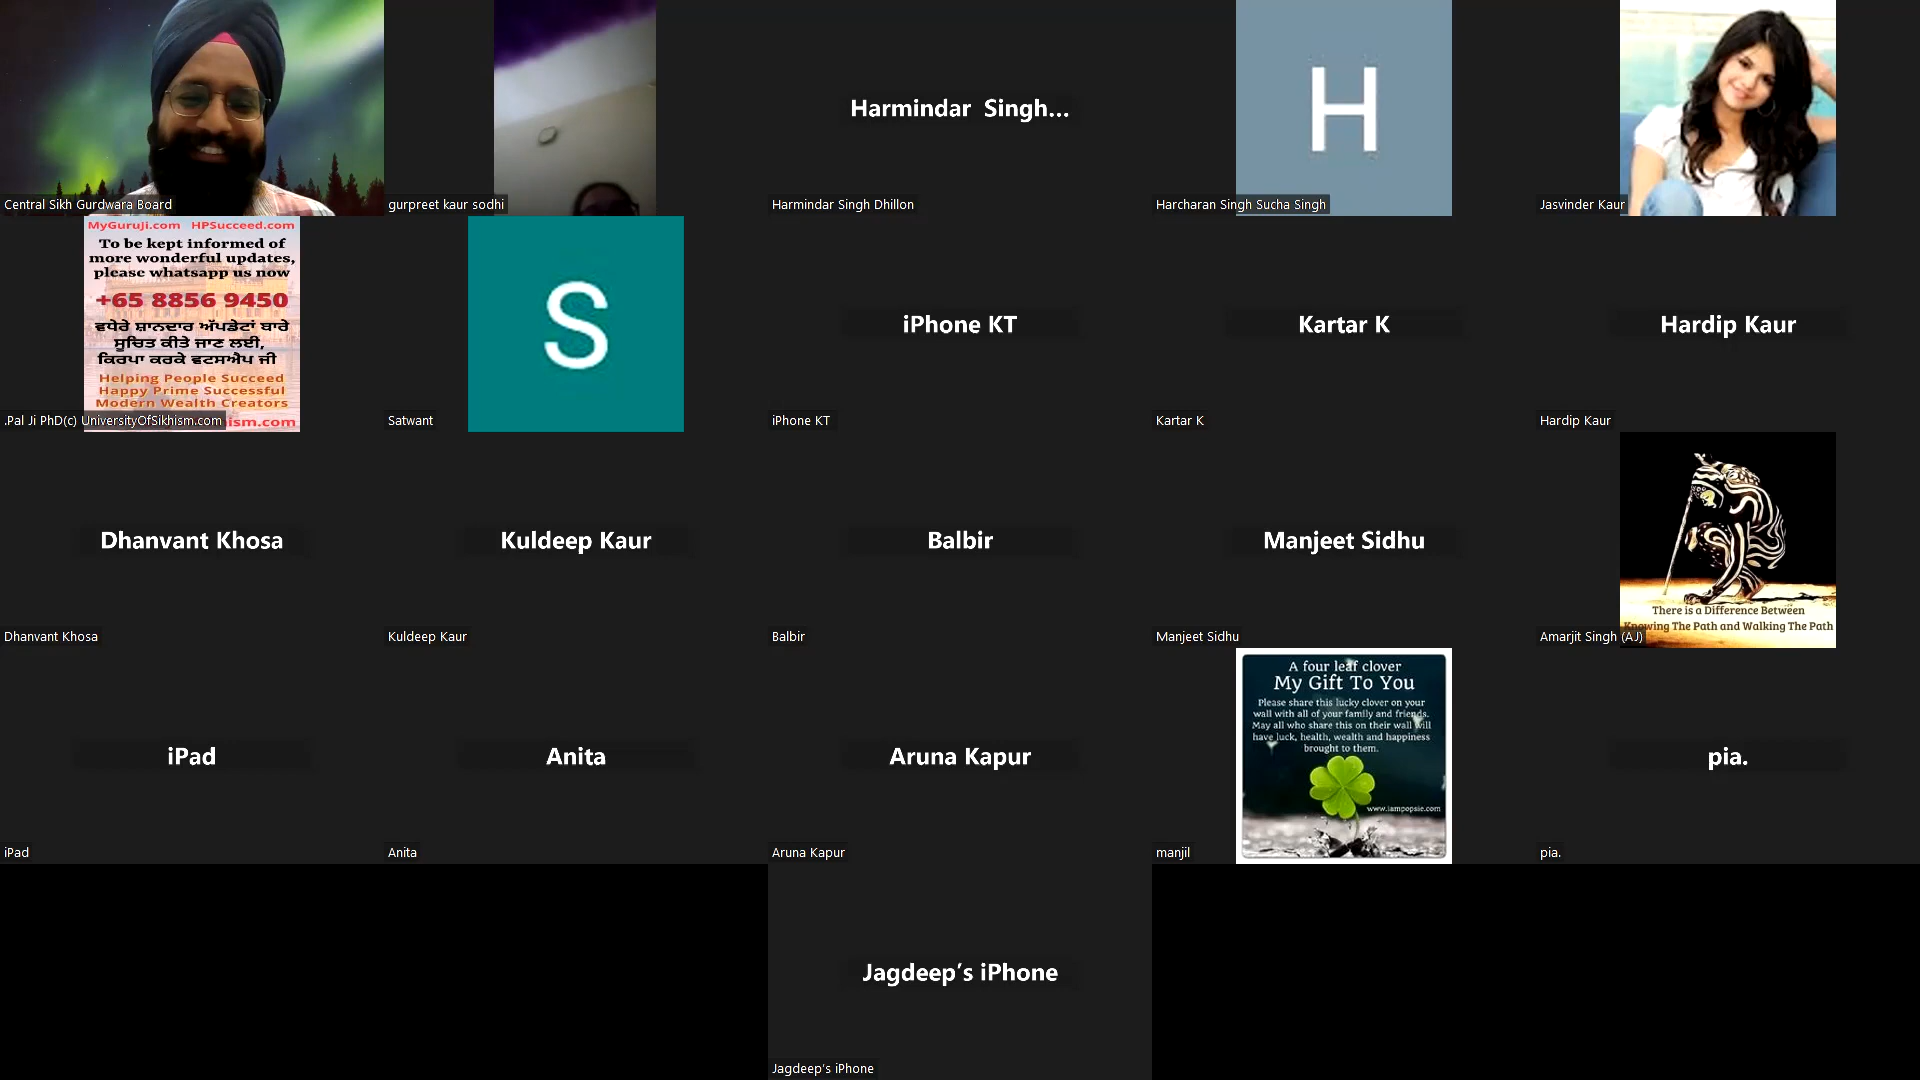 Central Sikh Gurdwara Board
gurpreet kaur sodhi
Harmindar Singh...
Harmindar Singh Dhillon
H
Harcharan Singh Sucha Singh
Jasvinder Kaur
MyGuruJi.com HPSucceed.com
To be kept informed of
more wonderful updates,
please whatsapp us now
+65 8856 9450
ਵਧੇਰੇ ਸ਼ਾਨਦਾਰ ਅੱਪਡੇਟਾਂ ਬਾਰੇ
ਸੂਚਿਤ ਕੀਤੇ ਜਾਣ ਲਈ,
ਕਿਰਪਾ ਕਰਕੇ ਵਟਸਐਪ ਜੀ
Helping People Succeed
Happy Prime Successful
Modern Wealth Creators
.Pal Ji PhD(c) UniversityOfSikhism.com
ism.com
S
Satwant
iPhone KT
iPhone KT
Kartar K
Kartar K
Hardip Kaur
Hardip Kaur
Dhanvant Khosa
Dhanvant Khosa
Kuldeep Kaur
Kuldeep Kaur
Balbir
Balbir
Manjeet Sidhu
Manjeet Sidhu
There is a Difference Between
Knowing The Path and Walking The Path
Amarjit Singh (AJ)
iPad
iPad
Anita
Anita
Aruna Kapur
Aruna Kapur
A four leaf clover
My Gift To You
Please share this lucky clover on your
wall with all of your family and friends.
May all who share this on their wall will
have luck, health, wealth and happiness
brought to them.
www.iampopsie.com
manjil
pia.
pia.
Jagdeep’s iPhone
Jagdeep’s iPhone